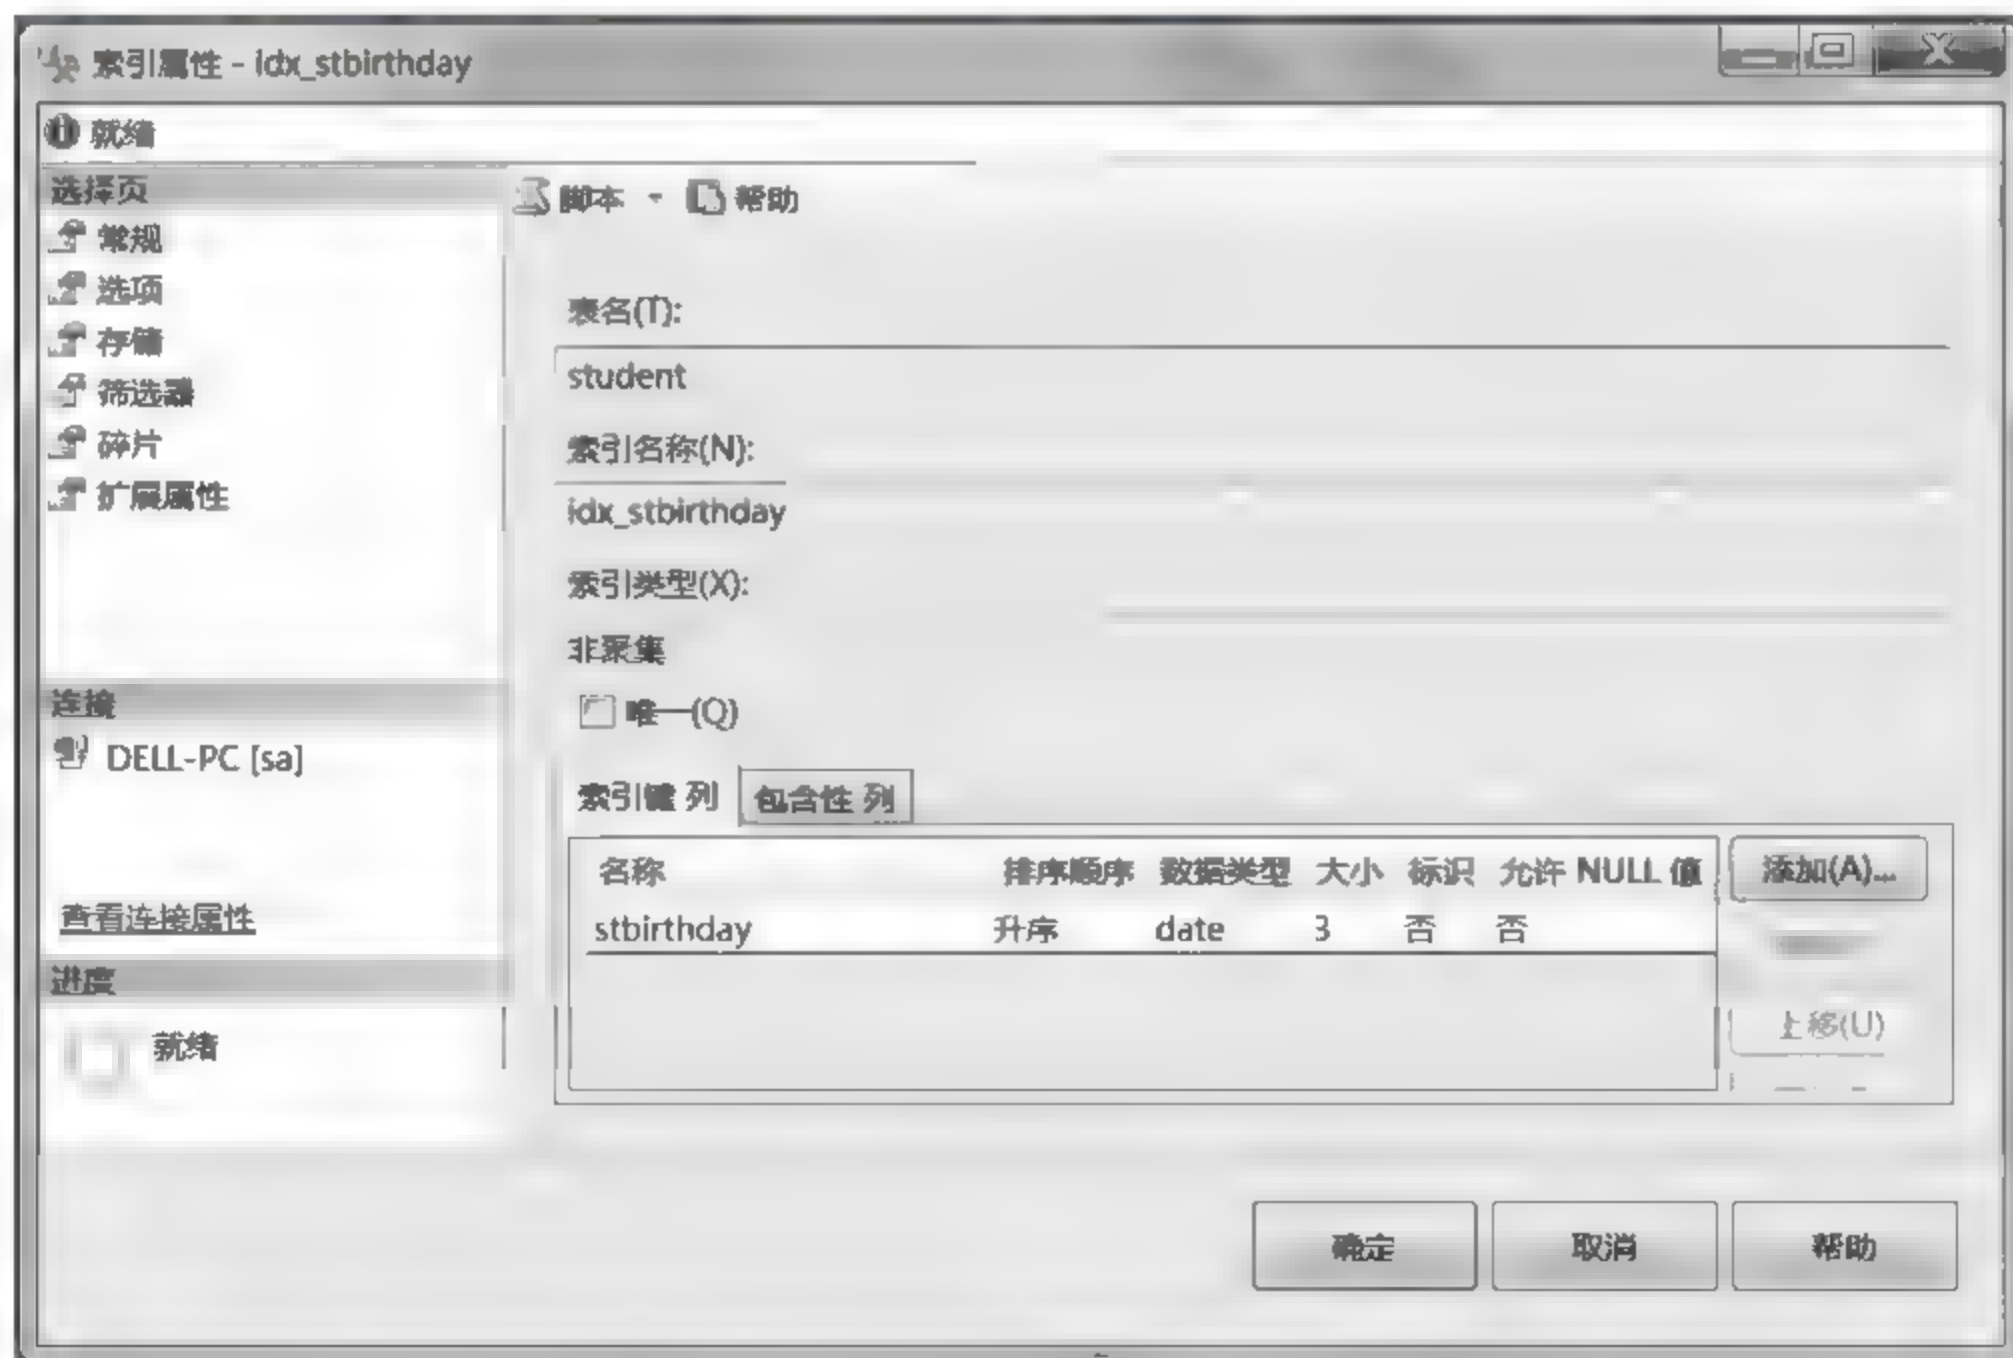 索引属性 - idx_stbirthday
就绪
选择页
常规
选项
存储
筛选器
碎片
扩展属性
连接
DELL-PC [sa]
查看连接属性
进度
就绪
脚本 帮助
表名(T):
student
索引名称(N):
idx_stbirthday
索引类型(X):
非聚集
唯一(Q)
索引键 列 包含性 列
名称 排序顺序 数据类型 大小 标识 允许 NULL 值
stbirthday 升序 date 3 否 否
添加(A)...
上移(U)
确定 取消 帮助